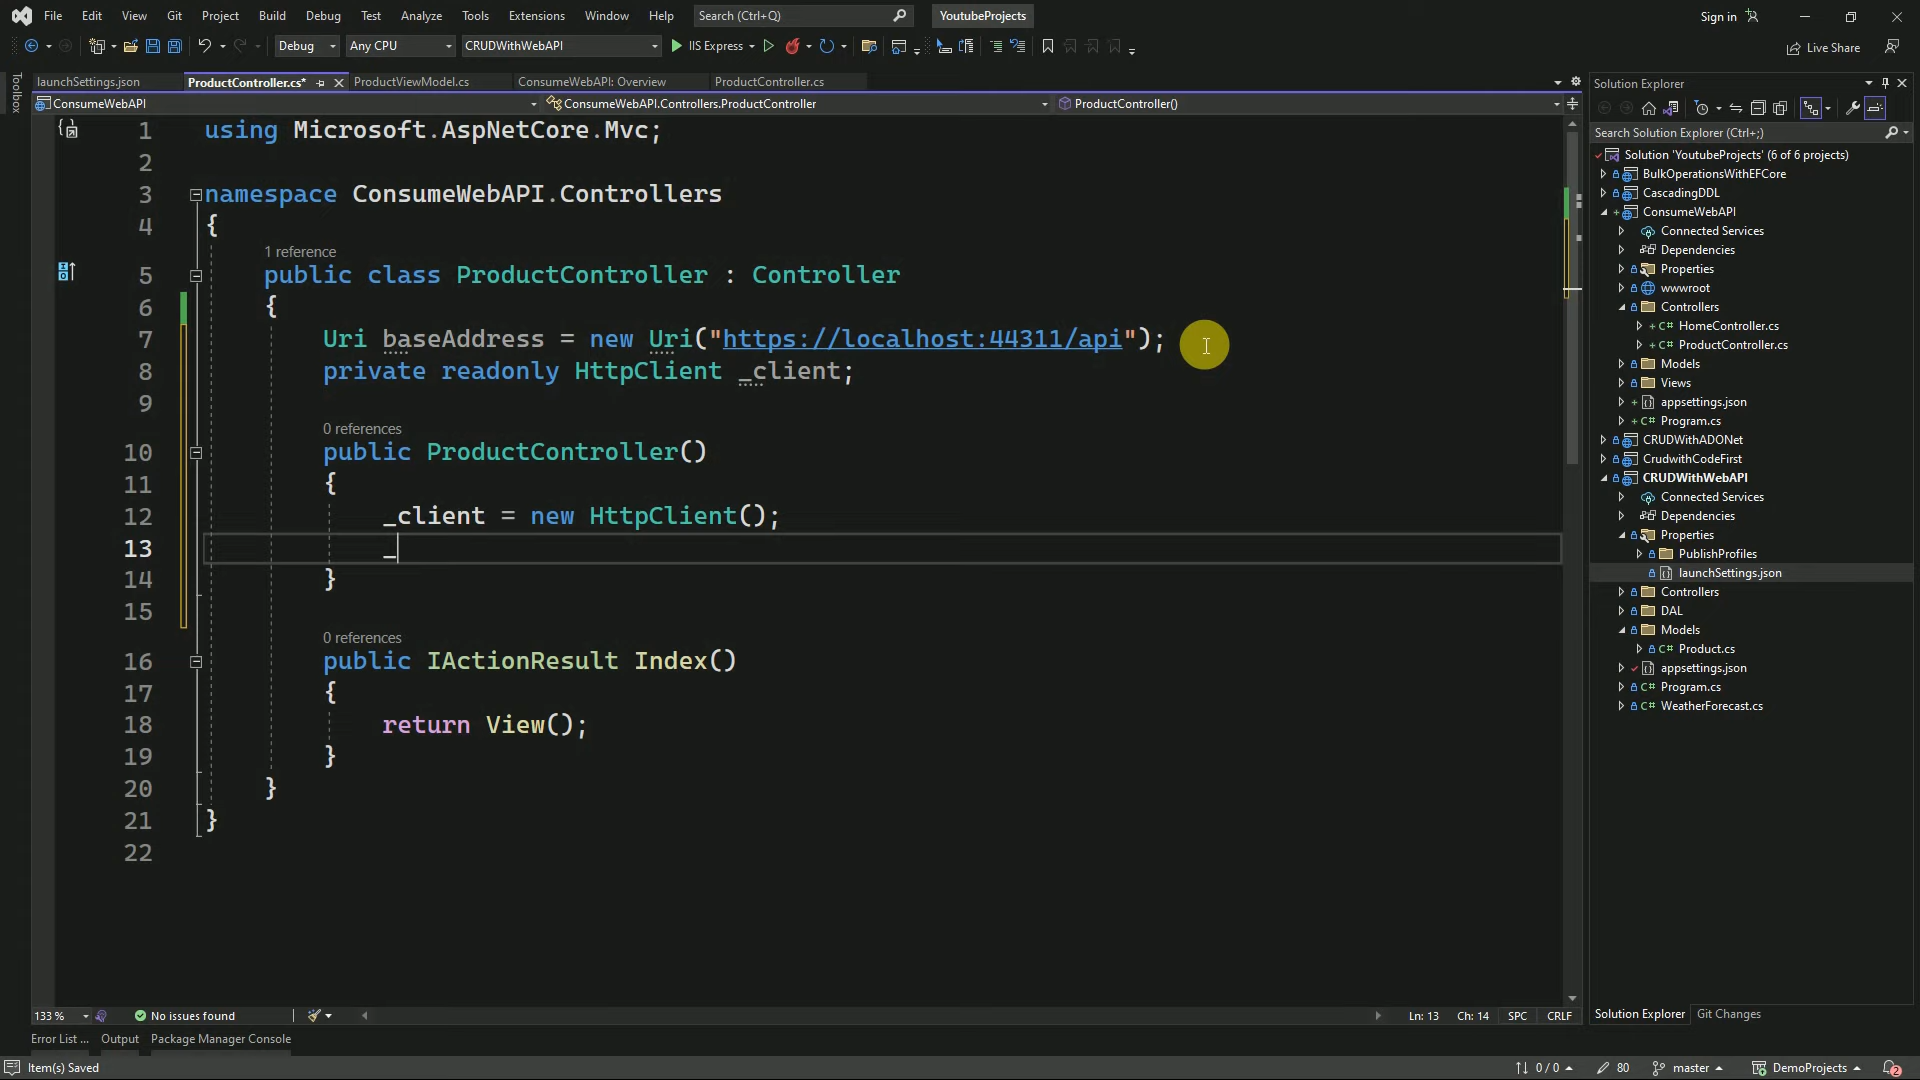 File Edit View Git Project Build Debug Test Analyze Tools Extensions Window Help Search (Ctrl+Q) YoutubeProjects Sign in
Debug Any CPU CRUDWithWebAPI IIS Express Live Share
Toolbox
launchSettings.json ProductController.cs* ProductViewModel.cs ConsumeWebAPI: Overview ProductController.cs
ConsumeWebAPI ConsumeWebAPI.Controllers.ProductController ProductController()
1 using Microsoft.AspNetCore.Mvc;
2
3 namespace ConsumeWebAPI.Controllers
4 {
1 reference
5 public class ProductController : Controller
6 {
7 Uri baseAddress = new Uri("https://localhost:44311/api");
8 private readonly HttpClient _client;
9
0 references
10 public ProductController()
11 {
12 _client = new HttpClient();
13 _
14 }
15
0 references
16 public IActionResult Index()
17 {
18 return View();
19 }
20 }
21 }
22
133 % No issues found Ln: 13 Ch: 14 SPC CRLF
Error List ... Output Package Manager Console
Item(s) Saved 0 / 0 80 master DemoProjects 2
Solution Explorer
Search Solution Explorer (Ctrl+;)
Solution 'YoutubeProjects' (6 of 6 projects)
BulkOperationsWithEFCore
CascadingDDL
ConsumeWebAPI
Connected Services
Dependencies
Properties
wwwroot
Controllers
C# HomeController.cs
C# ProductController.cs
Models
Views
appsettings.json
C# Program.cs
CRUDWithADONet
CrudwithCodeFirst
CRUDWithWebAPI
Connected Services
Dependencies
Properties
PublishProfiles
launchSettings.json
Controllers
DAL
Models
C# Product.cs
appsettings.json
C# Program.cs
C# WeatherForecast.cs
Solution Explorer Git Changes